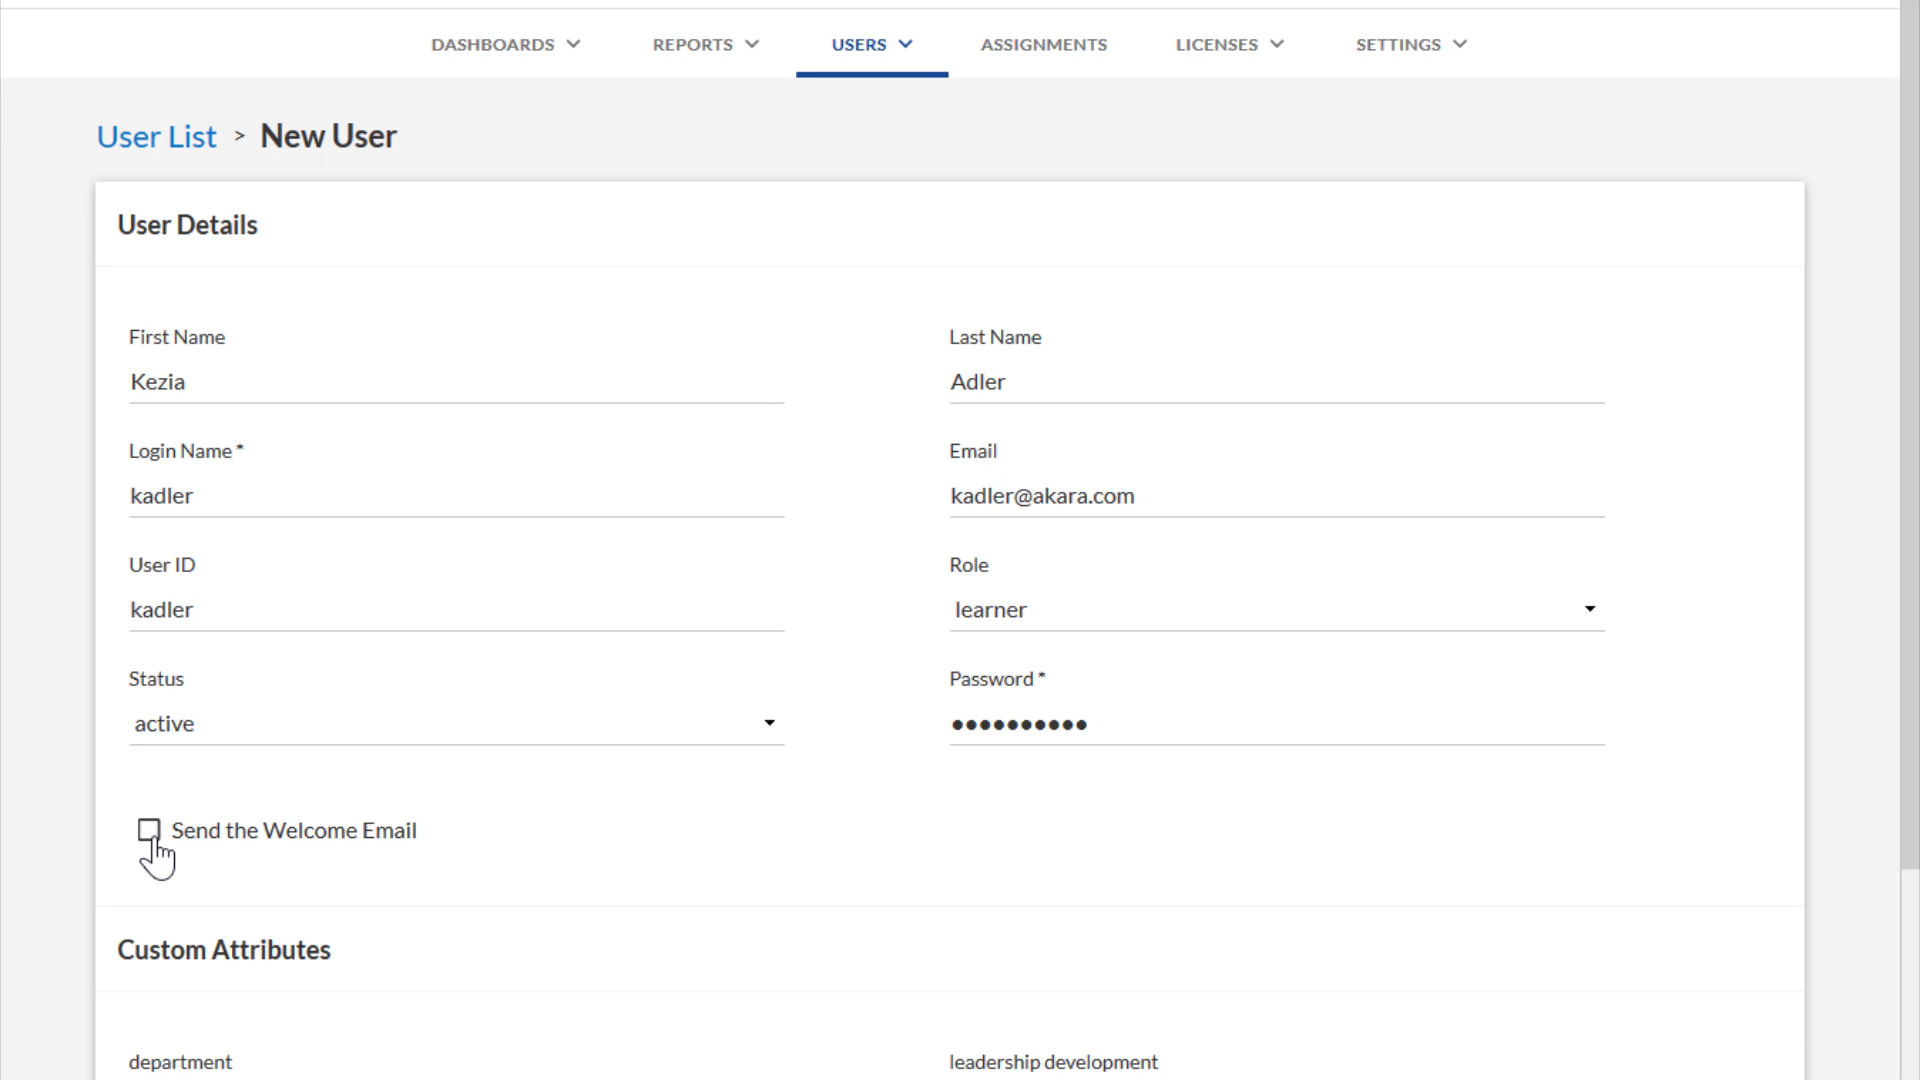 DASHBOARDS REPORTS USERS ASSIGNMENTS LICENSES SETTINGS
User List > New User
User Details
First Name
Kezia
Last Name
Adler
Login Name *
kadler
Email
kadler@akara.com
User ID
kadler
Role
learner
Status
active
Password *
●●●●●●●●●●
Send the Welcome Email
Custom Attributes
department
leadership development